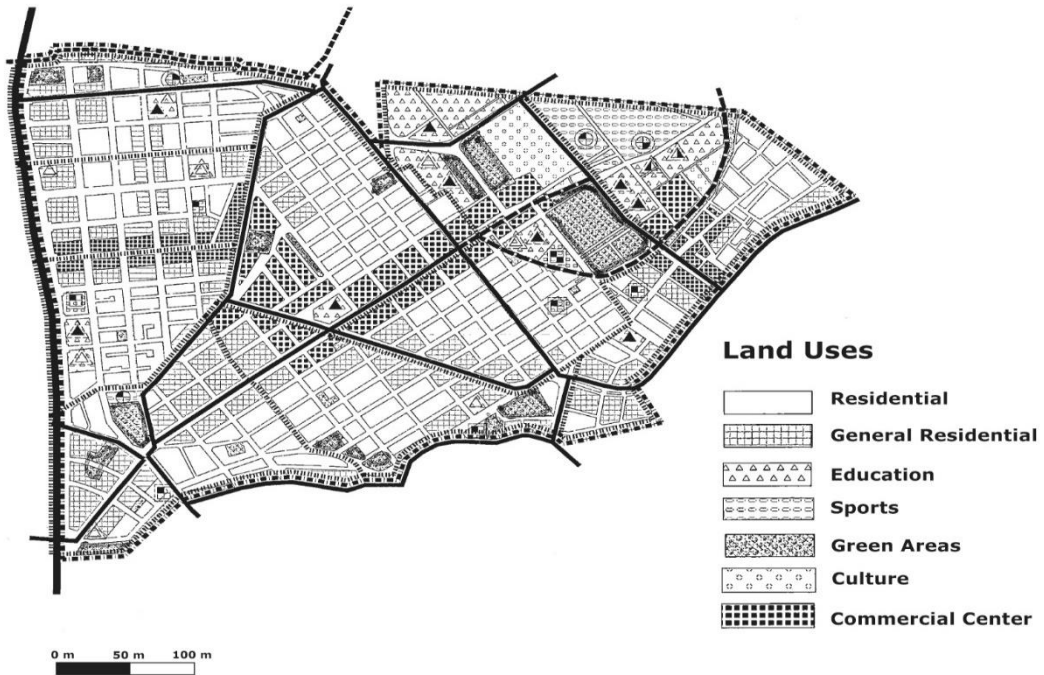 Land Uses
Residential
General Residential
Education
Sports
Green Areas
Culture
Commercial Center
0 m 50 m 100 m